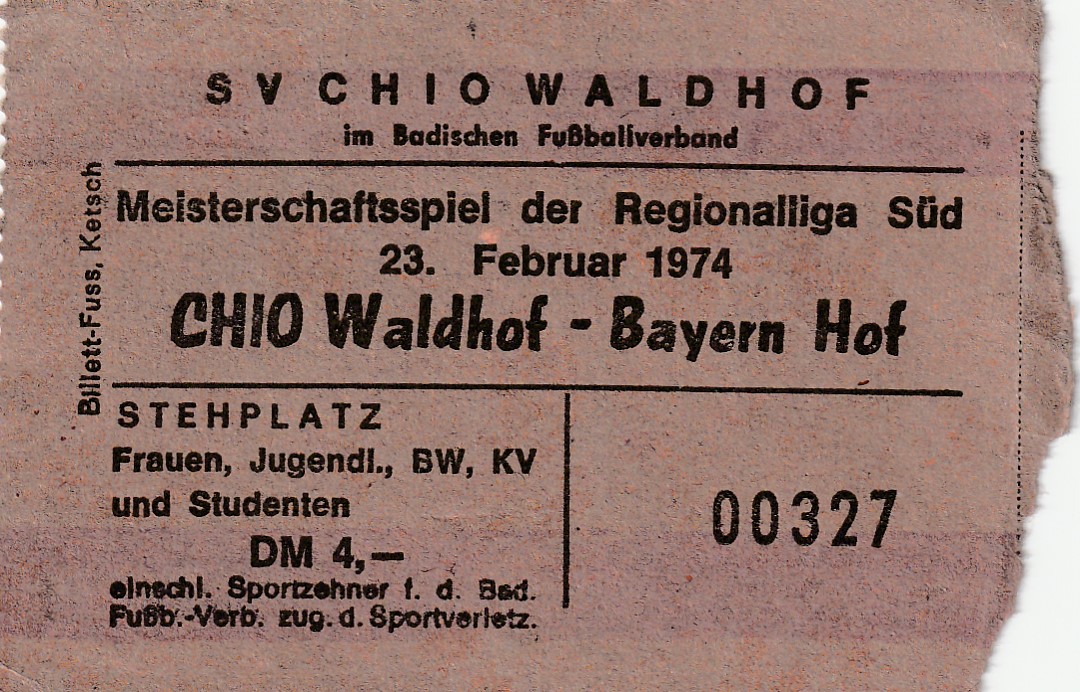 SV CHIO WALDHOF
im Badischen Fußballverband
Meisterschaftsspiel der Regionalliga Süd
23. Februar 1974
CHIO Waldhof - Bayern Hof
Billett-Fuss, Ketsch
STEHPLATZ
Frauen, Jugendl., BW, KV
und Studenten
DM 4,—
einschl. Sportzehner f. d. Bad.
Fußb.-Verb. zug. d. Sportverletz.
00327